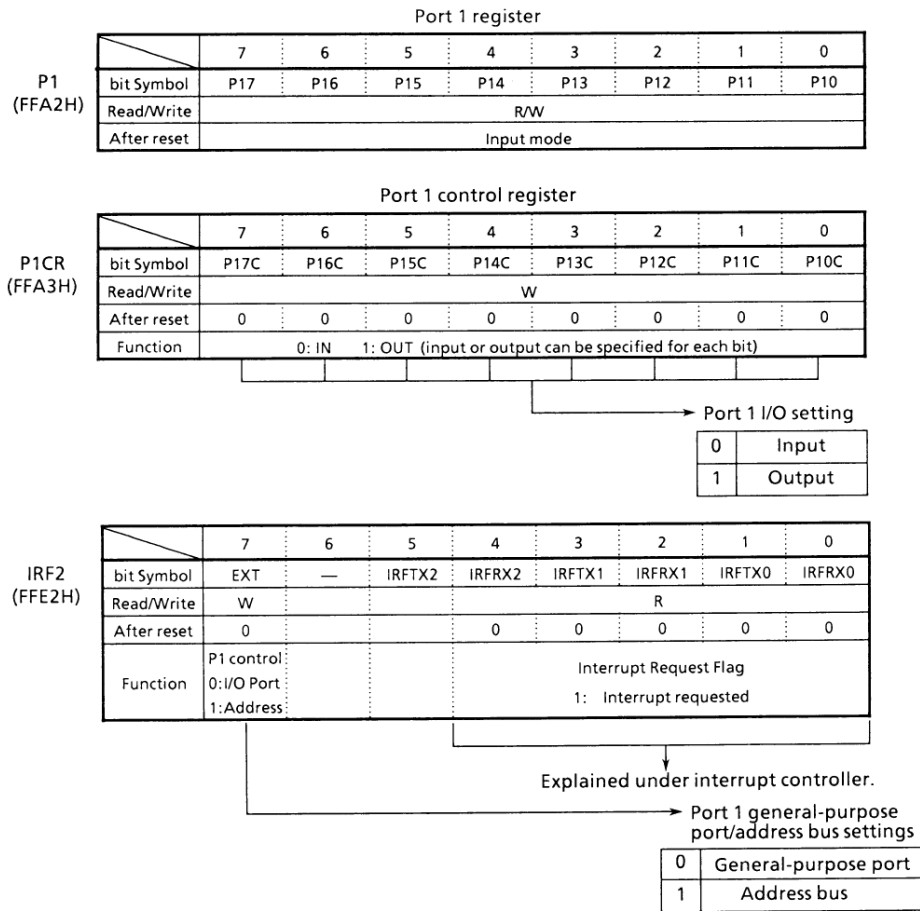 Port 1 register
7 6 5 4 3 2 1 0
P1
(FFA2H)
bit Symbol P17 P16 P15 P14 P13 P12 P11 P10
Read/Write R/W
After reset Input mode
Port 1 control register
7 6 5 4 3 2 1 0
P1CR
(FFA3H)
bit Symbol P17C P16C P15C P14C P13C P12C P11C P10C
Read/Write W
After reset 0 0 0 0 0 0 0 0
Function 0: IN 1: OUT (input or output can be specified for each bit)
Port 1 I/O setting
0 Input
1 Output
7 6 5 4 3 2 1 0
IRF2
(FFE2H)
bit Symbol EXT — IRFTX2 IRFRX2 IRFTX1 IRFRX1 IRFTX0 IRFRX0
Read/Write W R
After reset 0 0 0 0 0 0
Function
P1 control
0:I/O Port
1:Address
Interrupt Request Flag
1: Interrupt requested
Explained under interrupt controller.
Port 1 general-purpose
port/address bus settings
0 General-purpose port
1 Address bus